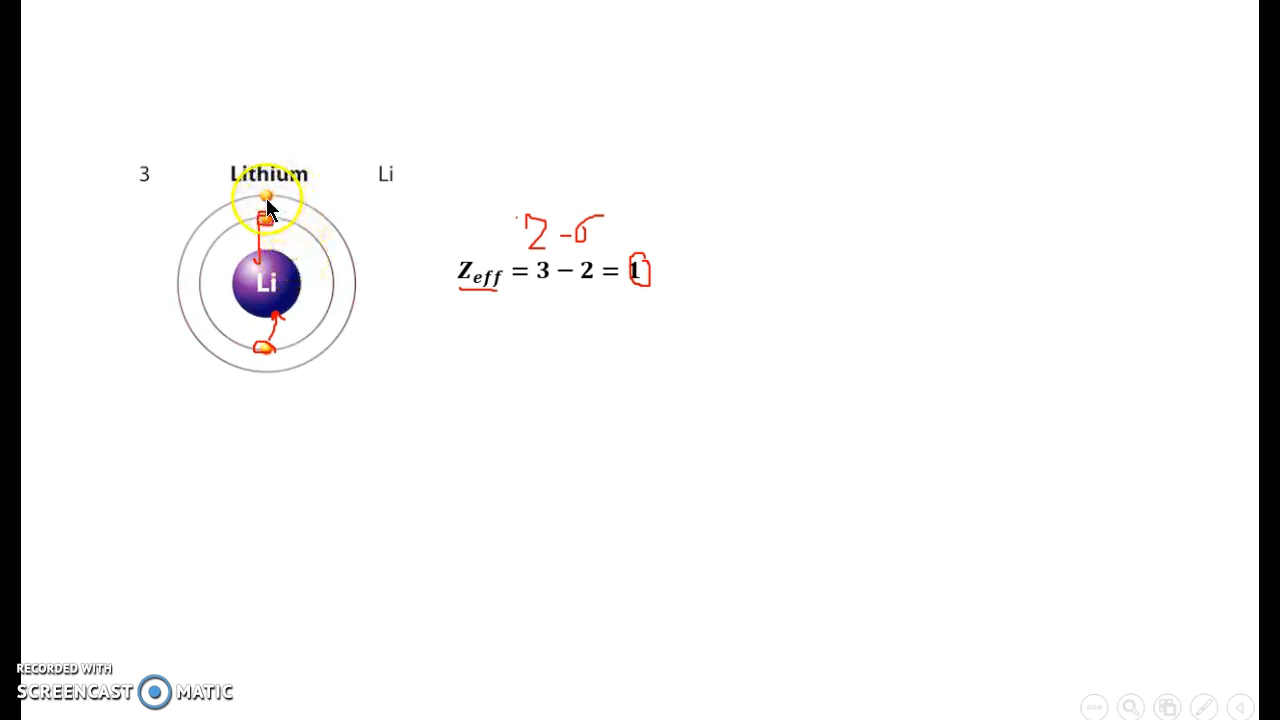 3 Lithium Li
Z - σ
Z_eff = 3 − 2 = 1
Li
RECORDED WITH
SCREENCAST MATIC